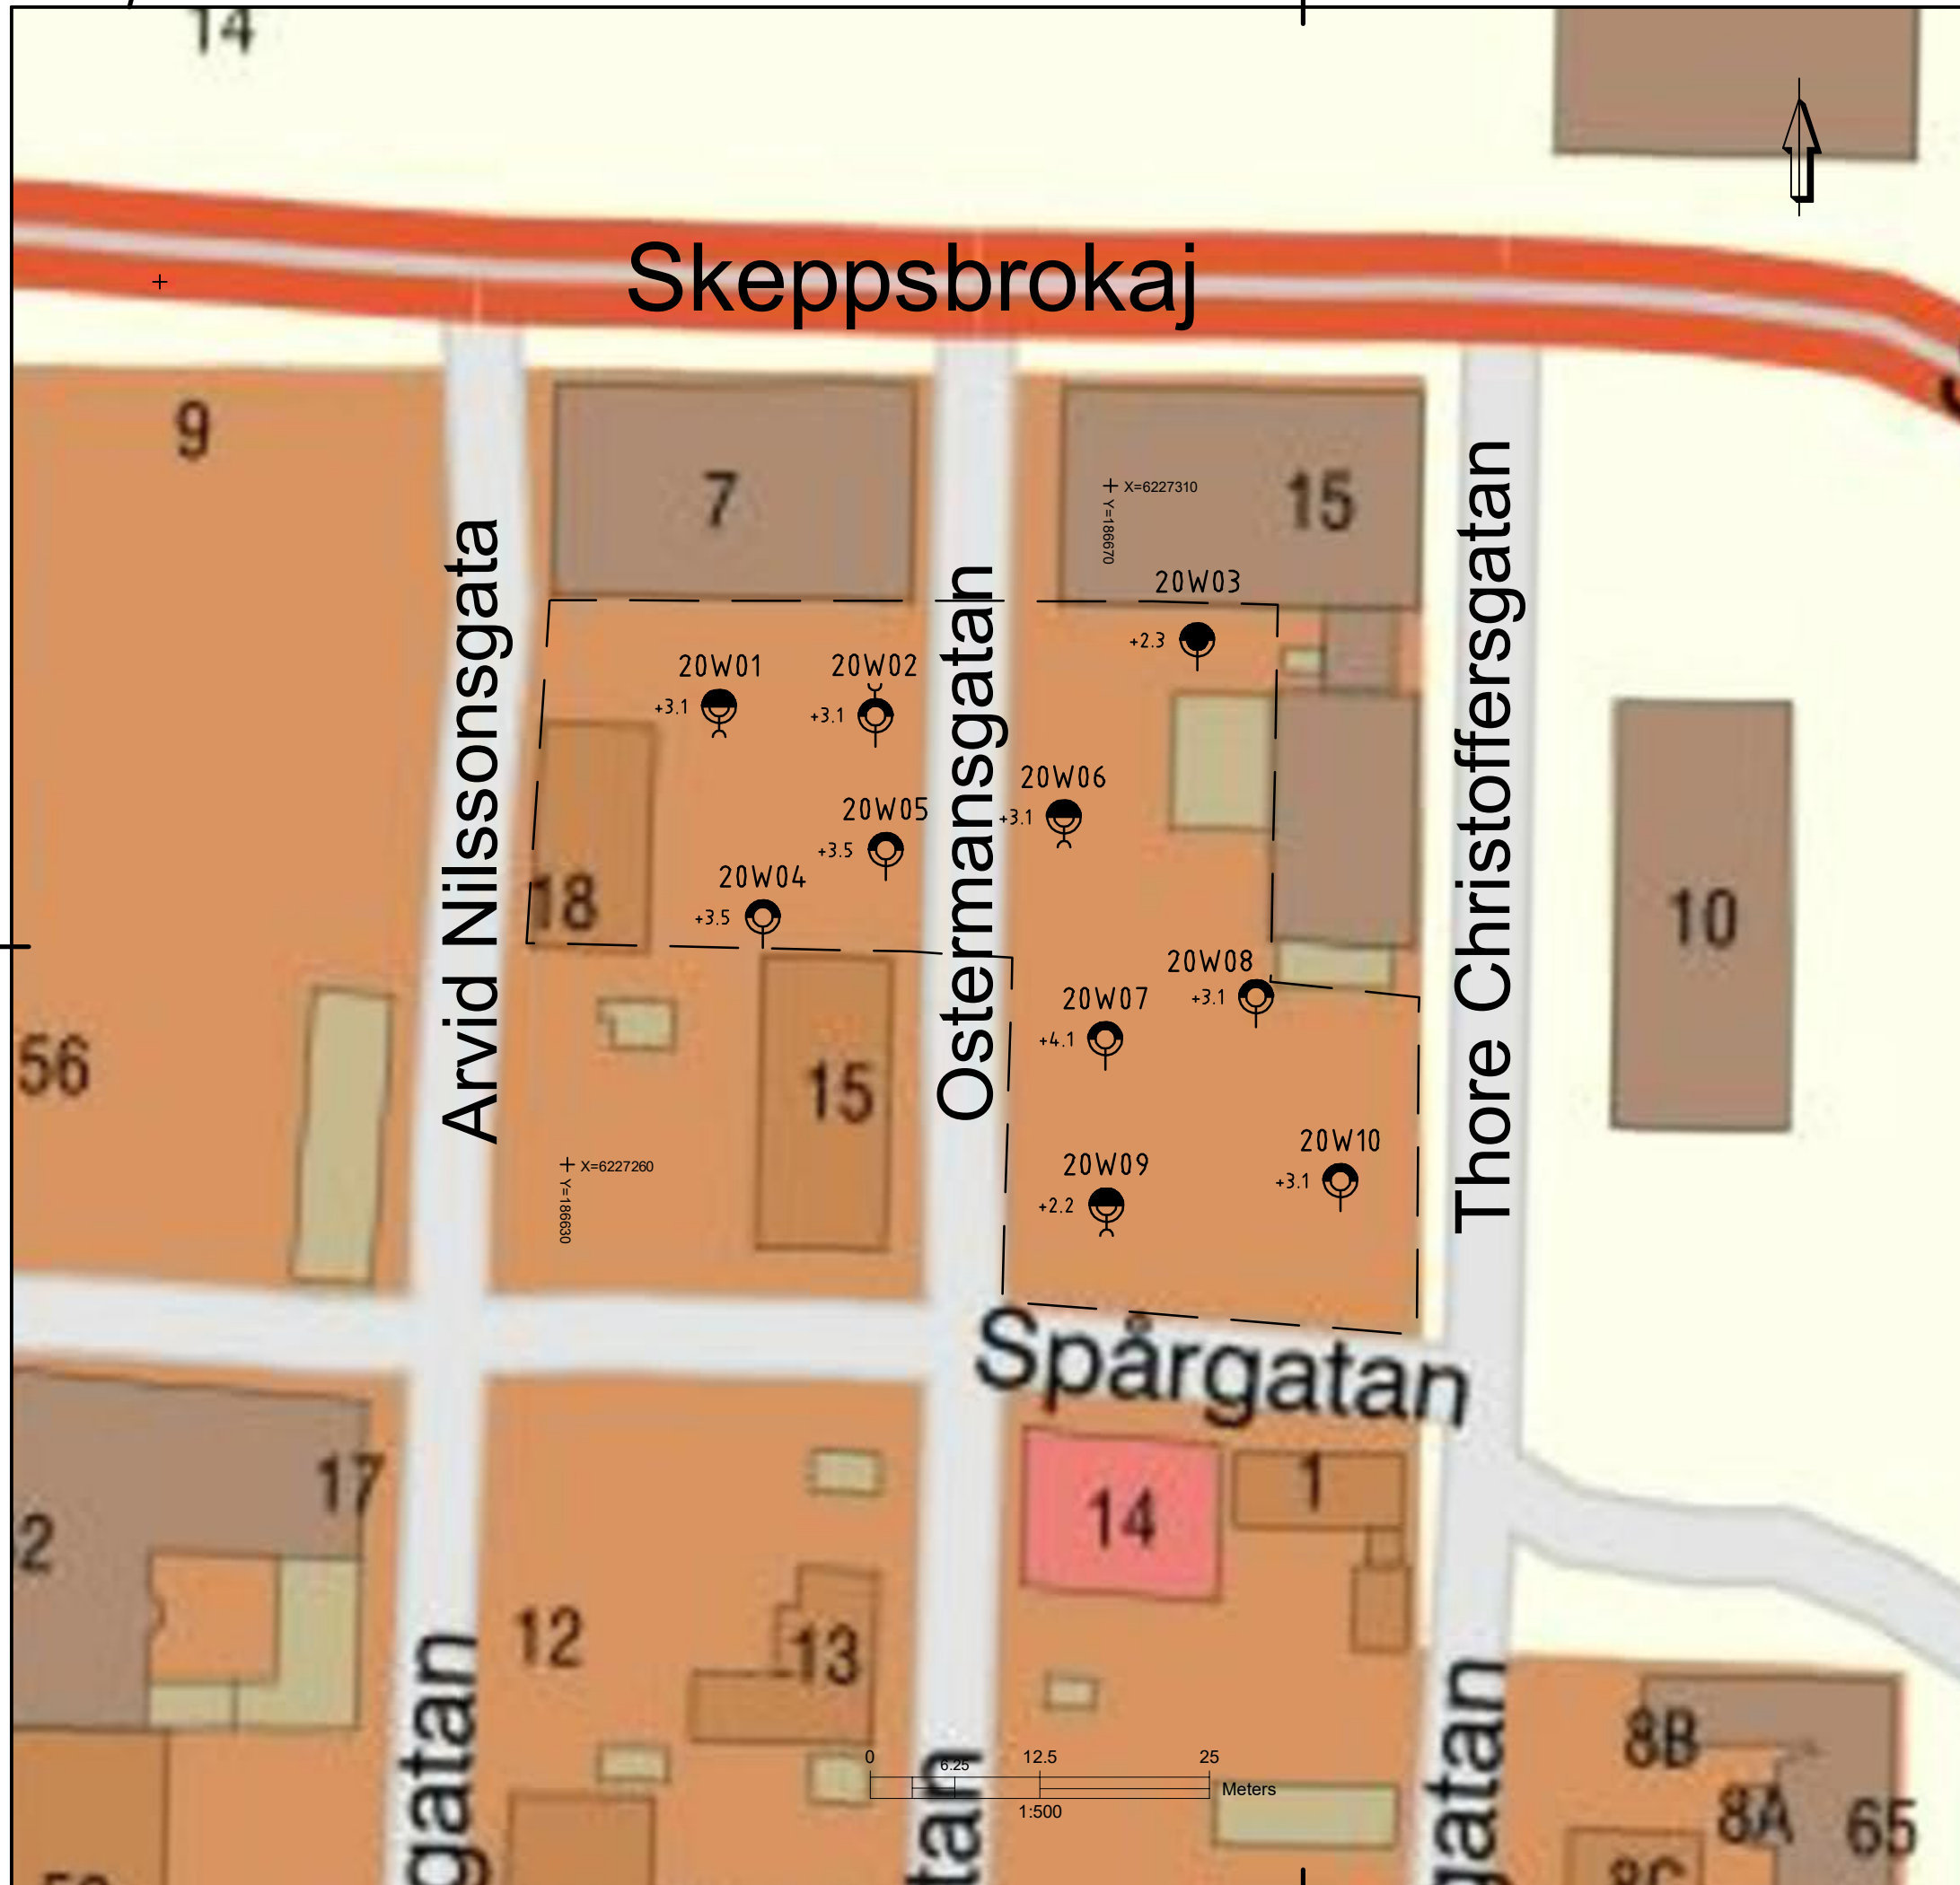 14
Skeppsbrokaj
9
7
15
X=6227310
Y=186670
Arvid Nilssonsgata
Ostermansgatan
Thore Christoffersgatan
20W03
+2.3
20W01
+3.1
20W02
+3.1
20W06
+3.1
20W05
+3.5
20W04
+3.5
18
10
20W08
+3.1
20W07
+4.1
56
15
20W10
+3.1
20W09
+2.2
X=6227260
Y=186630
Spårgatan
17
2
14
1
12
13
gatan
tan
gatan
8B
8A
65
8C
0
6.25
12.5
25
Meters
1:500